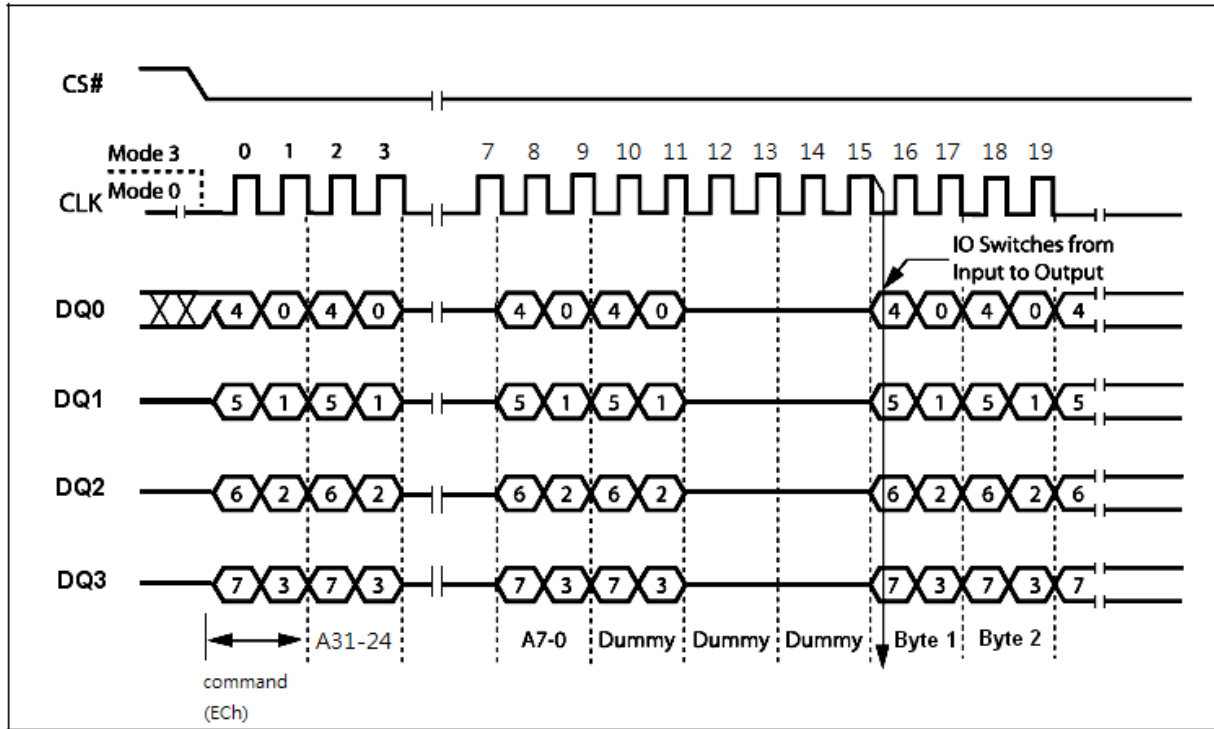 CS#
Mode 3
0 1 2 3 7 8 9 10 11 12 13 14 15 16 17 18 19
Mode 0
CLK
IO Switches from
Input to Output
DQ0 4 0 4 0 4 0 4 0 4 0 4 0 4
DQ1 5 1 5 1 5 1 5 1 5 1 5 1 5
DQ2 6 2 6 2 6 2 6 2 6 2 6 2 6
DQ3 7 3 7 3 7 3 7 3 7 3 7 3 7
A31-24 A7-0 Dummy Dummy Dummy Byte 1 Byte 2
command
(ECh)